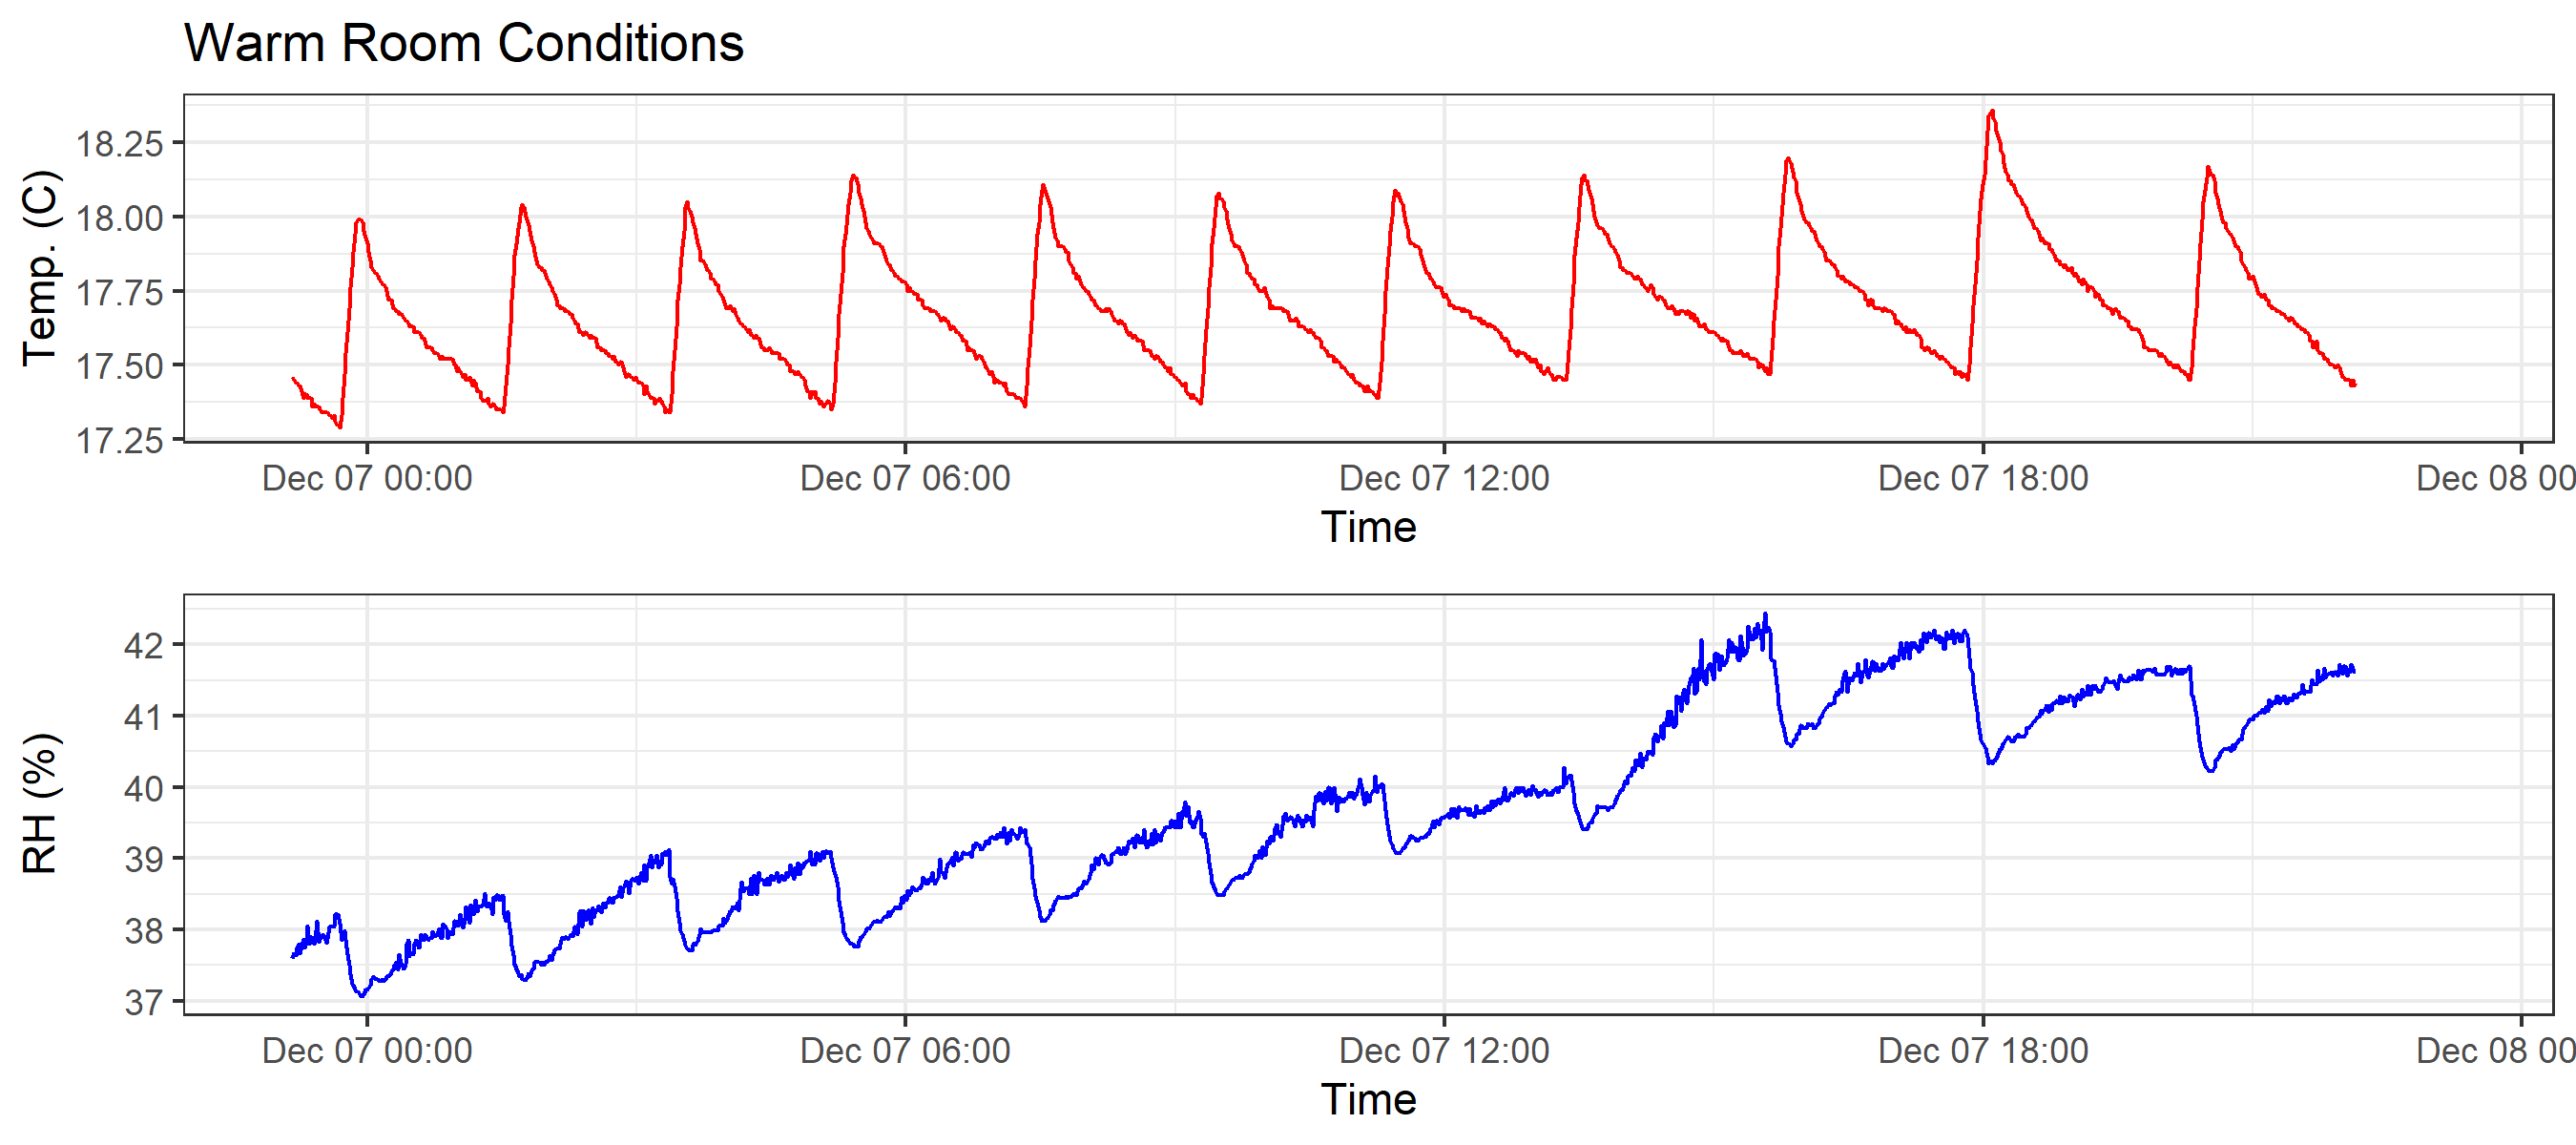 Warm Room Conditions
Temp. (C)
18.25
18.00
17.75
17.50
17.25
Dec 07 00:00 Dec 07 06:00 Dec 07 12:00 Dec 07 18:00 Dec 08 00
Time
RH (%)
42
41
40
39
38
37
Dec 07 00:00 Dec 07 06:00 Dec 07 12:00 Dec 07 18:00 Dec 08 00
Time